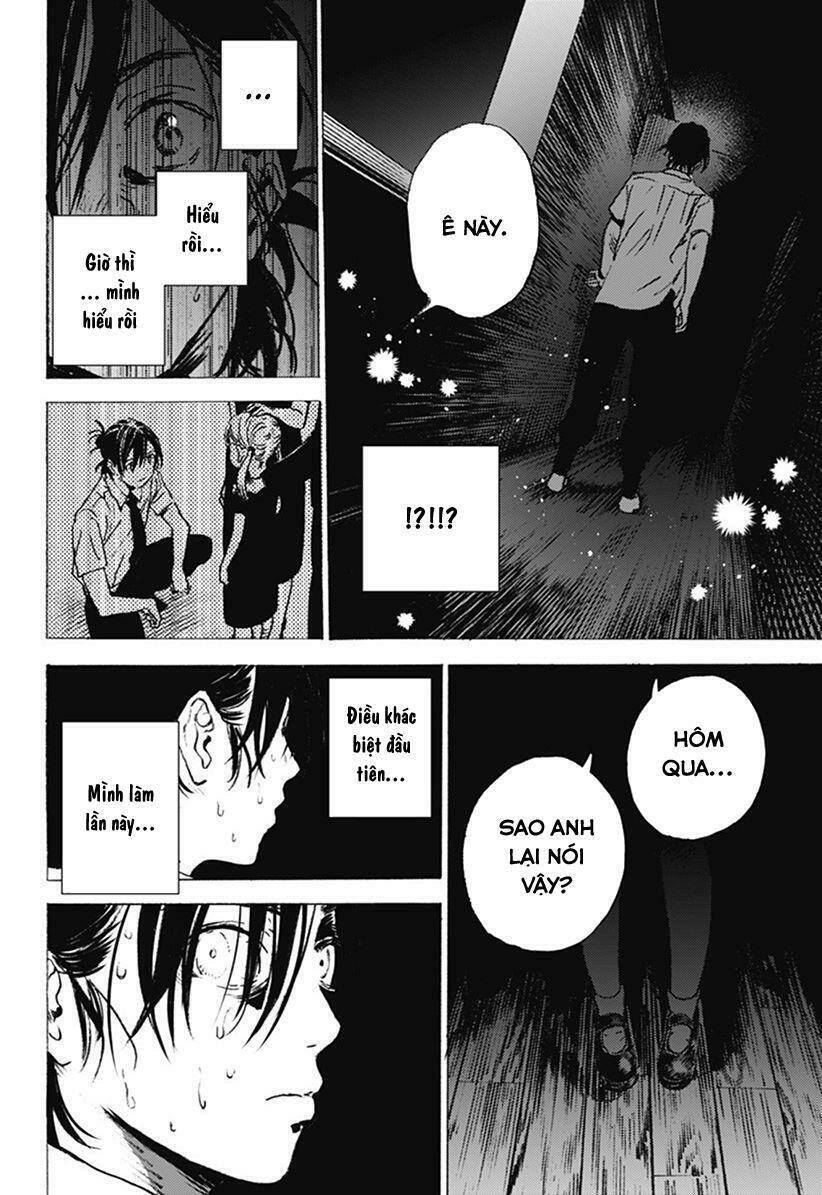 Ê NÀY.
!?!!?
...
Hiểu
rồi...
Giờ thì
... mình
hiểu rồi
HÔM
QUA...
SAO ANH
LẠI NÓI
VẬY?
Điều khác
biệt đầu
tiên...
Mình làm
lần này...